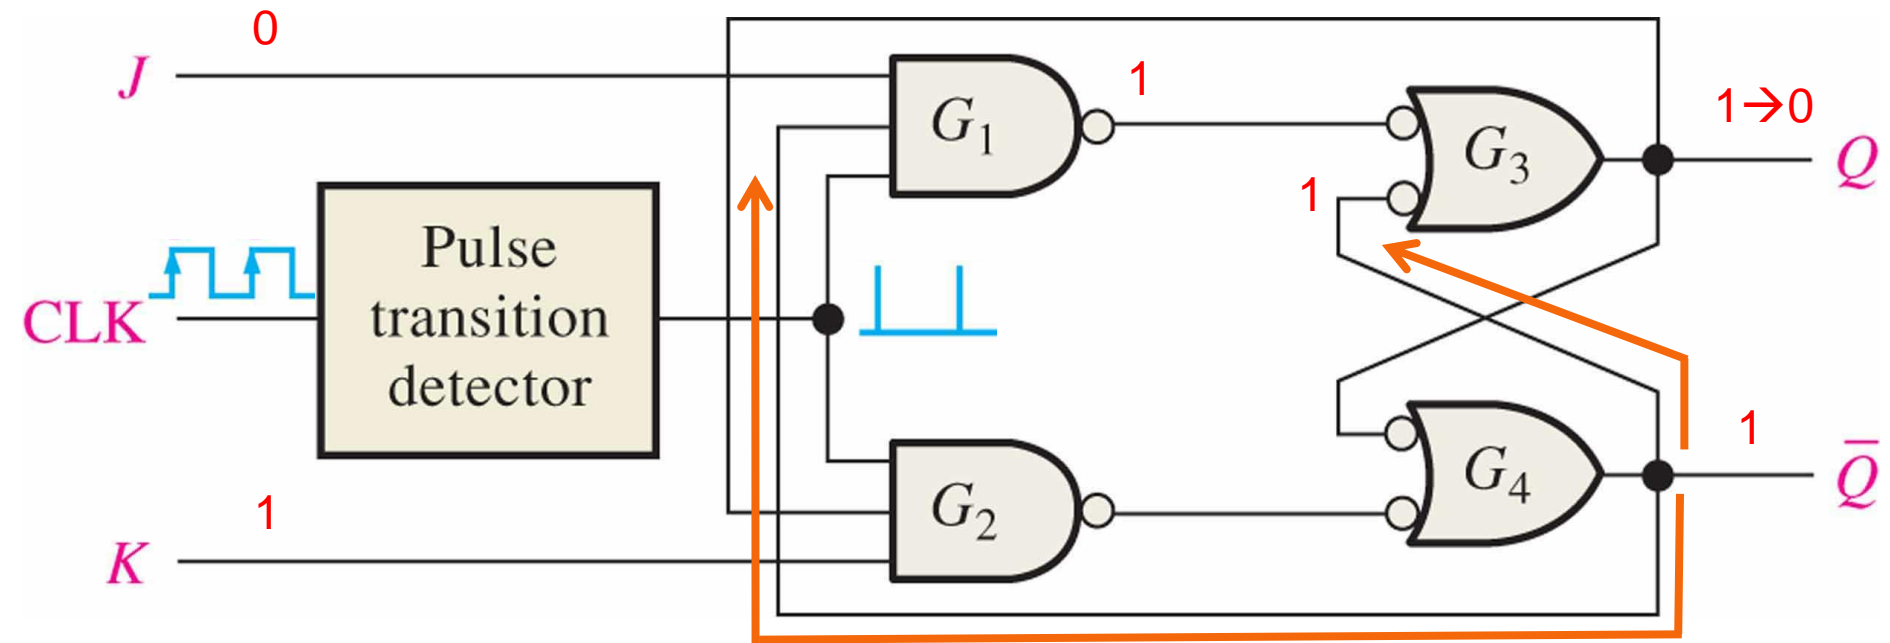 0
J
G1
1
G3
1→0
Q
1
Pulse
transition
detector
CLK
1
K
G2
G4
1
Q̅